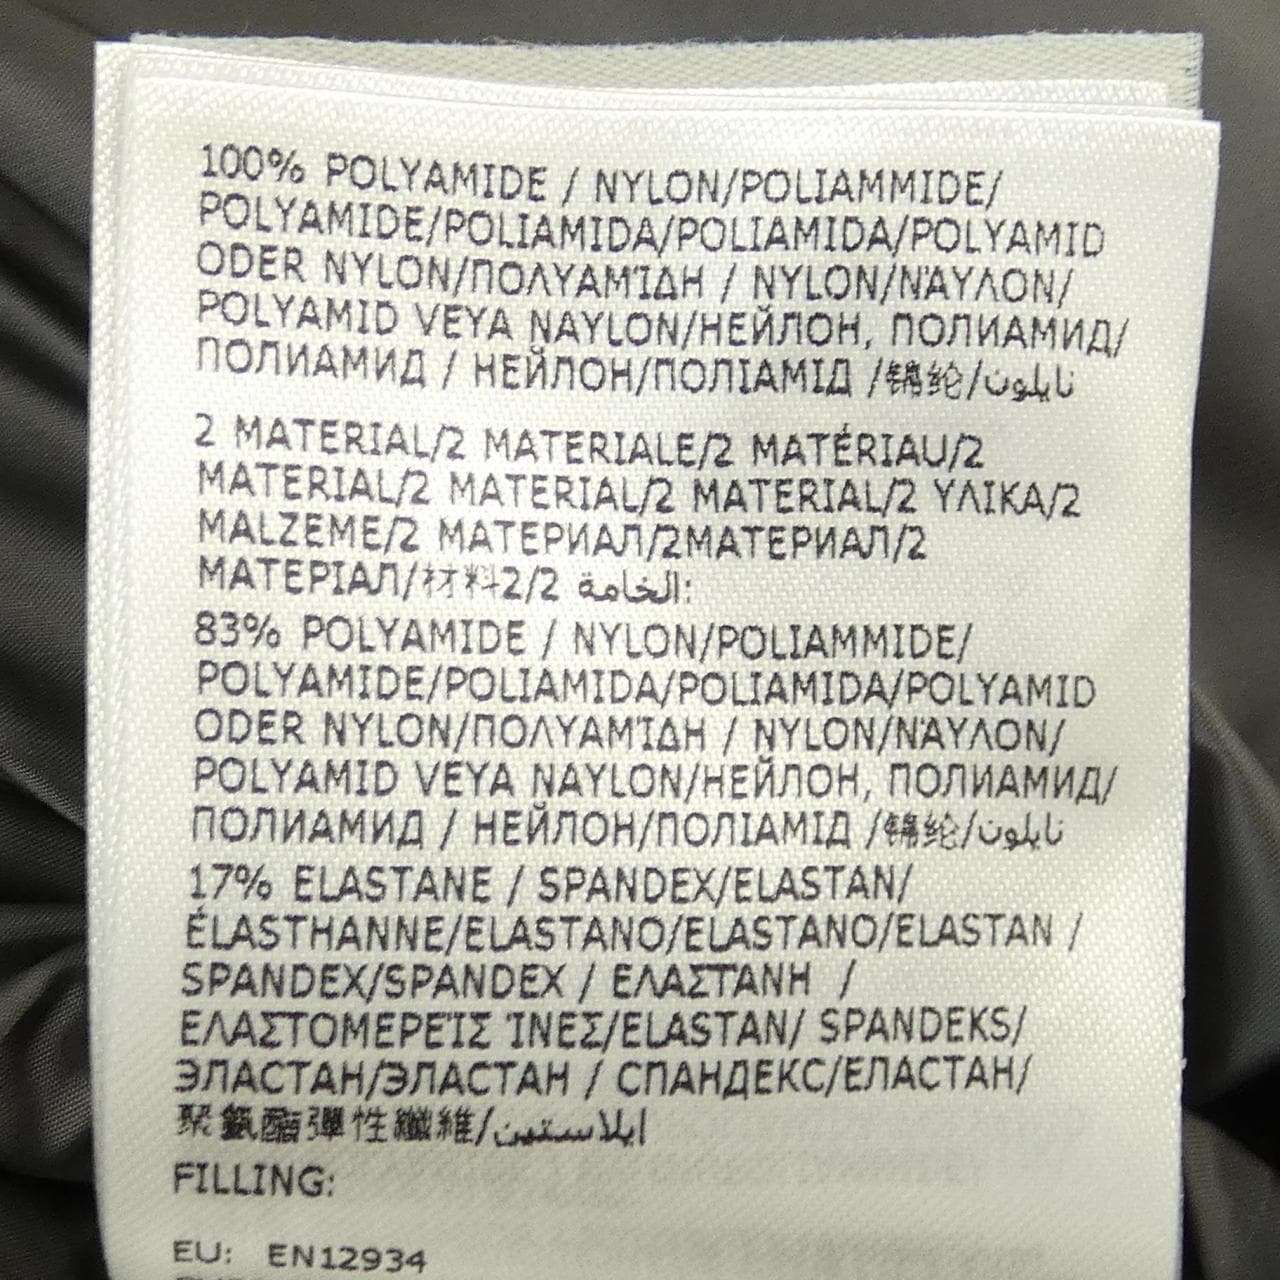 100% POLYAMIDE / NYLON/POLIAMMIDE/
POLYAMIDE/POLIAMIDA/POLIAMIDA/POLYAMID
ODER NYLON/ΠΟΛΥΑΜΊΔΗ / NYLON/ΝΆΥΛΟΝ/
POLYAMID VEYA NAYLON/НЕЙЛОН, ПОЛИАМИД/
ПОЛИАМИД / НЕЙЛОН/ПОЛІАМІД /锦纶/نايلون
2 MATERIAL/2 MATERIALE/2 MATÉRIAU/2
MATERIAL/2 MATERIAL/2 MATERIAL/2 ΥΛΙΚΑ/2
MALZEME/2 МАТЕРИАЛ/2МАТЕРИАЛ/2
МАТЕРІАЛ/材料2/2 الخامة:
83% POLYAMIDE / NYLON/POLIAMMIDE/
POLYAMIDE/POLIAMIDA/POLIAMIDA/POLYAMID
ODER NYLON/ΠΟΛΥΑΜΊΔΗ / NYLON/ΝΆΥΛΟΝ/
POLYAMID VEYA NAYLON/НЕЙЛОН, ПОЛИАМИД/
ПОЛИАМИД / НЕЙЛОН/ПОЛІАМІД /锦纶/نايلون
17% ELASTANE / SPANDEX/ELASTAN/
ÉLASTHANNE/ELASTANO/ELASTANO/ELASTAN /
SPANDEX/SPANDEX / ΕΛΑΣΤΆΝΗ /
ΕΛΑΣΤΟΜΕΡΕΊΣ ΊΝΕΣ/ELASTAN/ SPANDEKS/
ЭЛАСТАН/ЭЛАСТАН / СПАНДЕКС/ЕЛАСТАН/
聚氨酯彈性纖維/ايلاستين
FILLING:
EU: EN12934